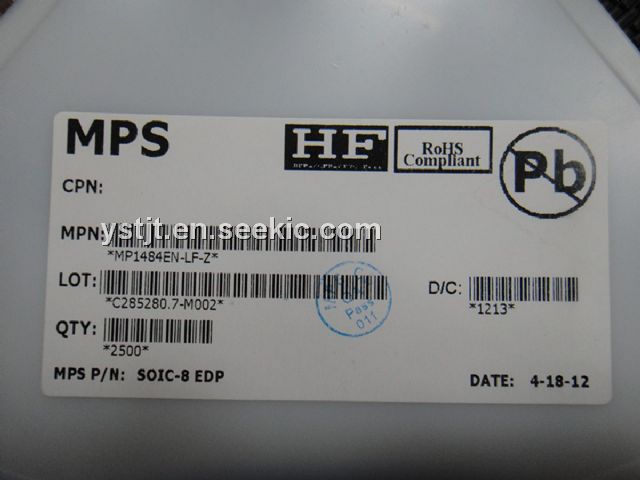 MPS
HF
RoHS
Compliant
Pb
CPN:
ystjt.en.seekic.com
MPN:
*MP1484EN-LF-Z*
LOT:
*C285280.7-M002*
D/C:
*1213*
Pass
011
QTY:
*2500*
MPS P/N: SOIC-8 EDP
DATE: 4-18-12